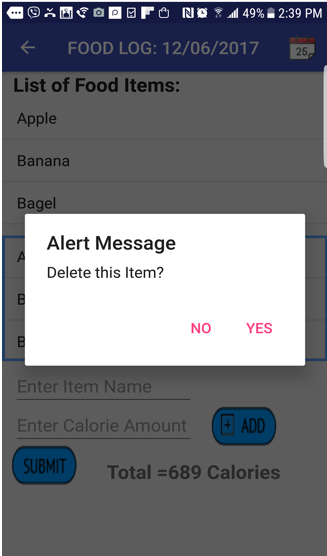 49% 2:39 PM
FOOD LOG: 12/06/2017
25
List of Food Items:
Apple
Banana
Bagel
A
B
B
Alert Message
Delete this Item?
NO YES
Enter Item Name
Enter Calorie Amount
ADD
SUBMIT
Total =689 Calories